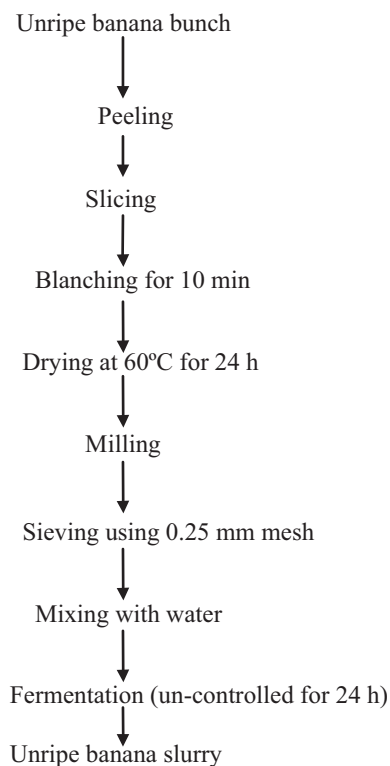 Unripe banana bunch
Peeling
Slicing
Blanching for 10 min
Drying at 60ºC for 24 h
Milling
Sieving using 0.25 mm mesh
Mixing with water
Fermentation (un-controlled for 24 h)
Unripe banana slurry